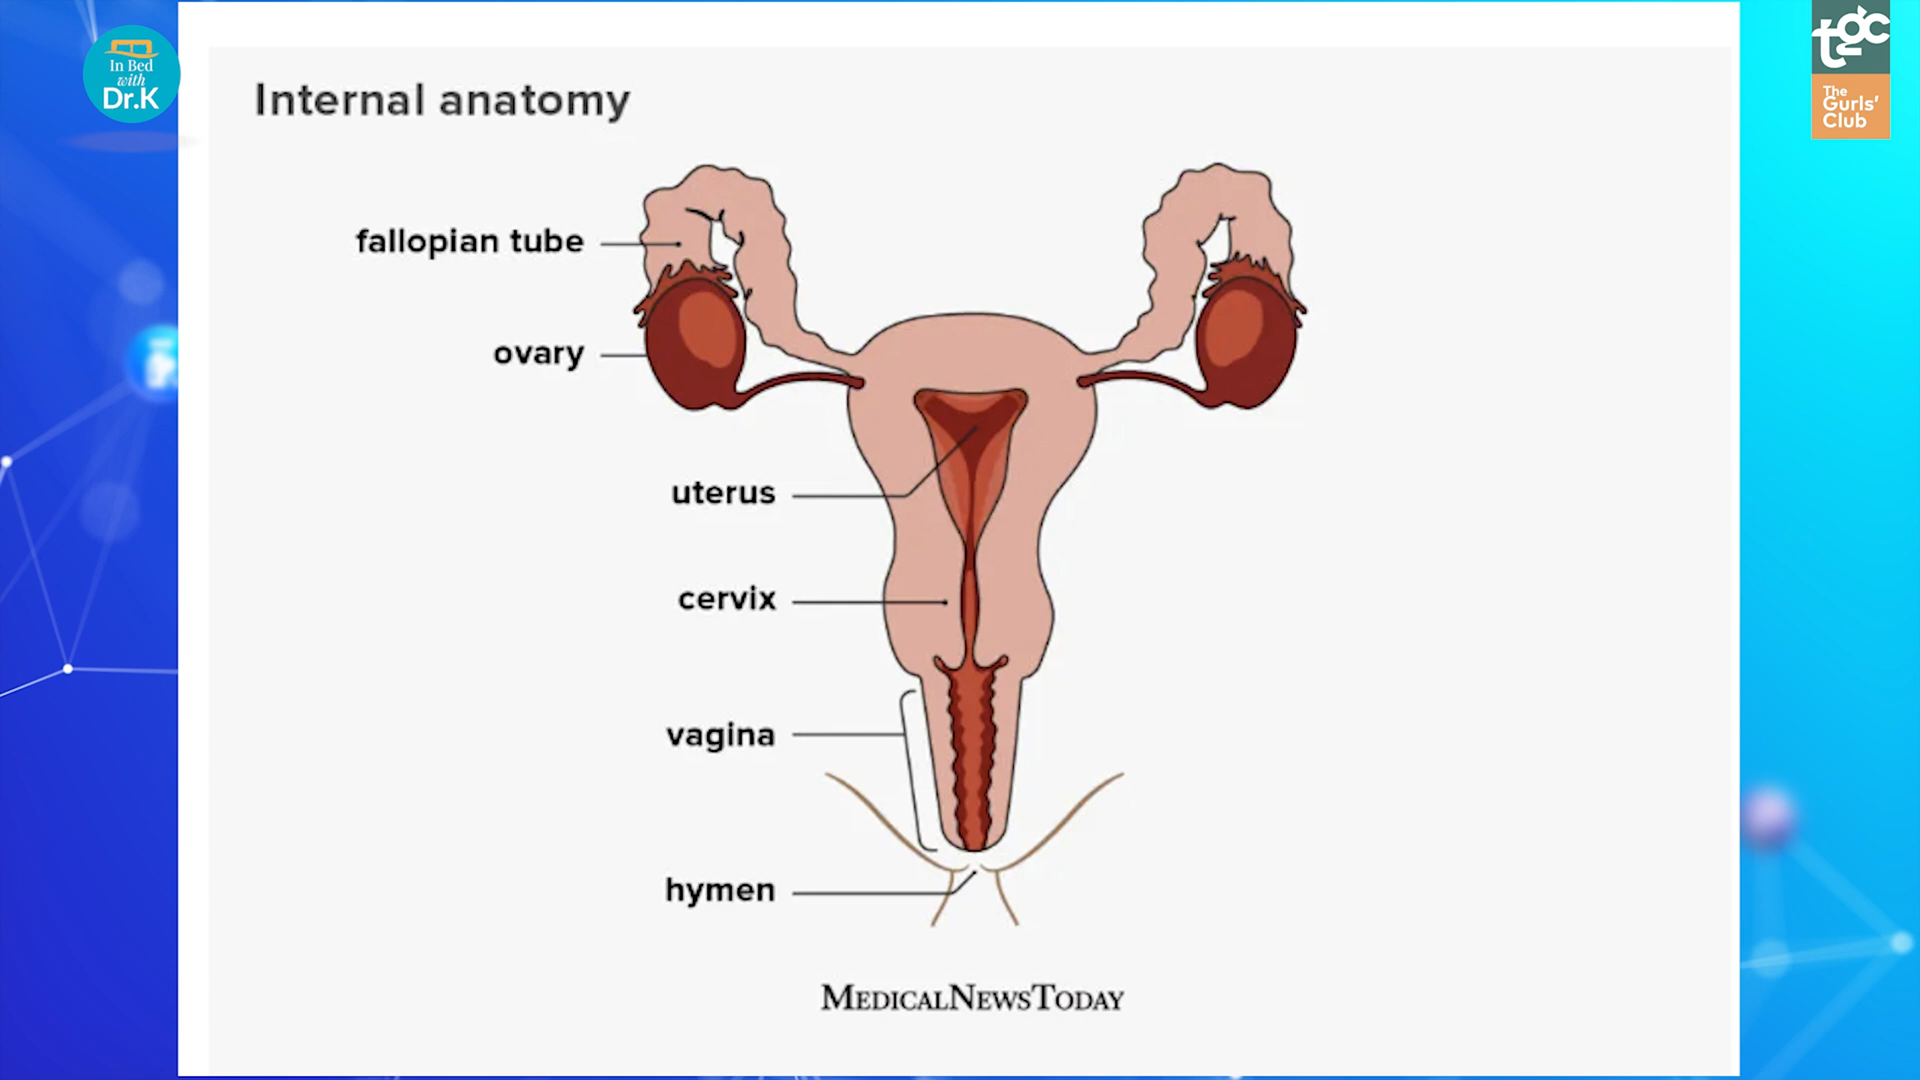 In Bed
with
Dr.K
tgc
The
Gurls'
Club
Internal anatomy
fallopian tube
ovary
uterus
cervix
vagina
hymen
MEDICALNEWSTODAY